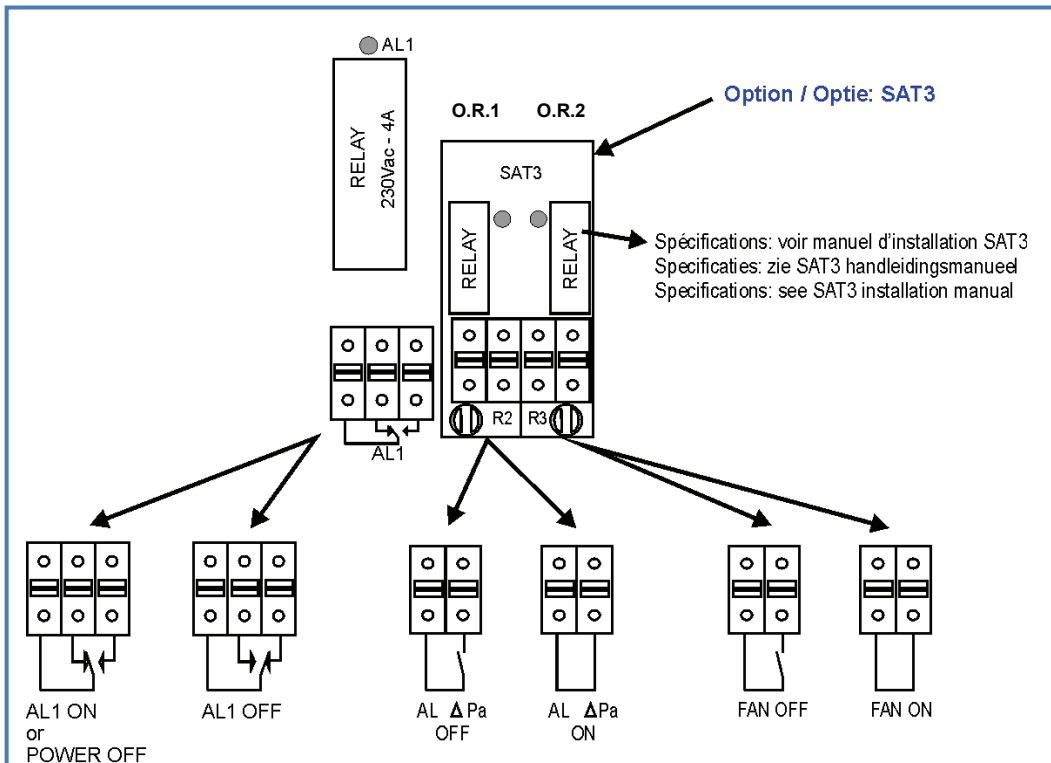 AL1
RELAY
230Vac - 4A
O.R.1 O.R.2
Option / Optie: SAT3
SAT3
RELAY
RELAY
Spécifications: voir manuel d'installation SAT3
Specificaties: zie SAT3 handleidingsmanueel
Specifications: see SAT3 installation manual
R2 R3
AL1
AL1 ON
or
POWER OFF
AL1 OFF
AL ΔPa
OFF
AL ΔPa
ON
FAN OFF
FAN ON